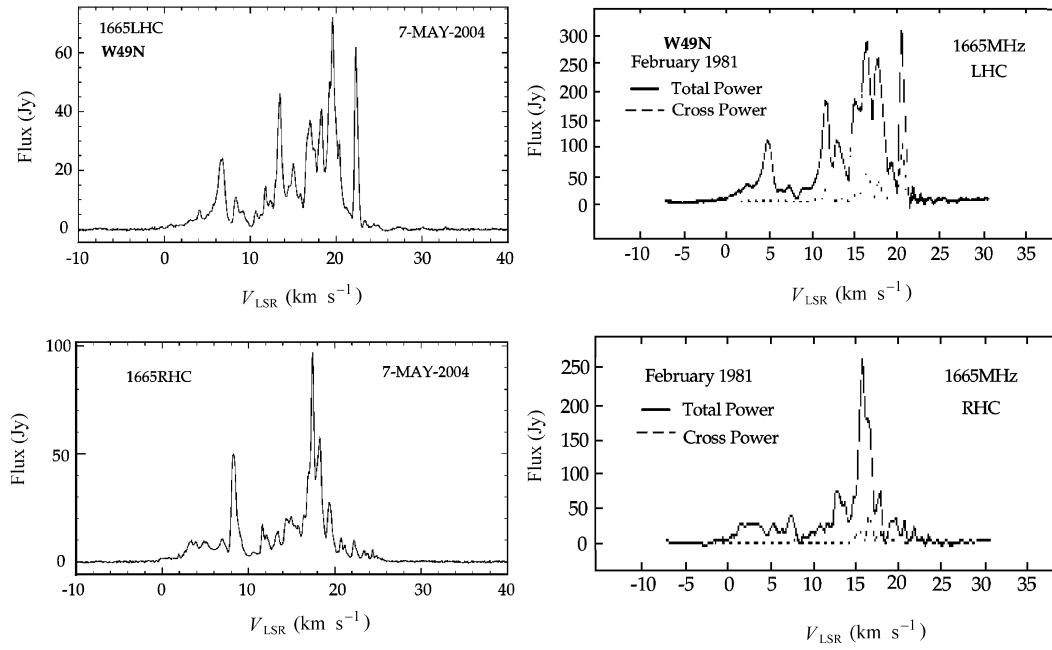 1665LHC
W49N
7-MAY-2004
Flux (Jy)
60
40
20
0
-10 0 10 20 30 40
V_LSR (km s⁻¹)
W49N
February 1981
Total Power
Cross Power
1665MHz
LHC
Flux (Jy)
300
250
200
150
100
50
0
-10 -5 0 5 10 15 20 25 30 35
V_LSR (km s⁻¹)
1665RHC
7-MAY-2004
Flux (Jy)
100
50
0
-10 0 10 20 30 40
V_LSR (km s⁻¹)
February 1981
Total Power
Cross Power
1665MHz
RHC
Flux (Jy)
250
200
150
100
50
0
-10 -5 0 5 10 15 20 25 30 35
V_LSR (km s⁻¹)